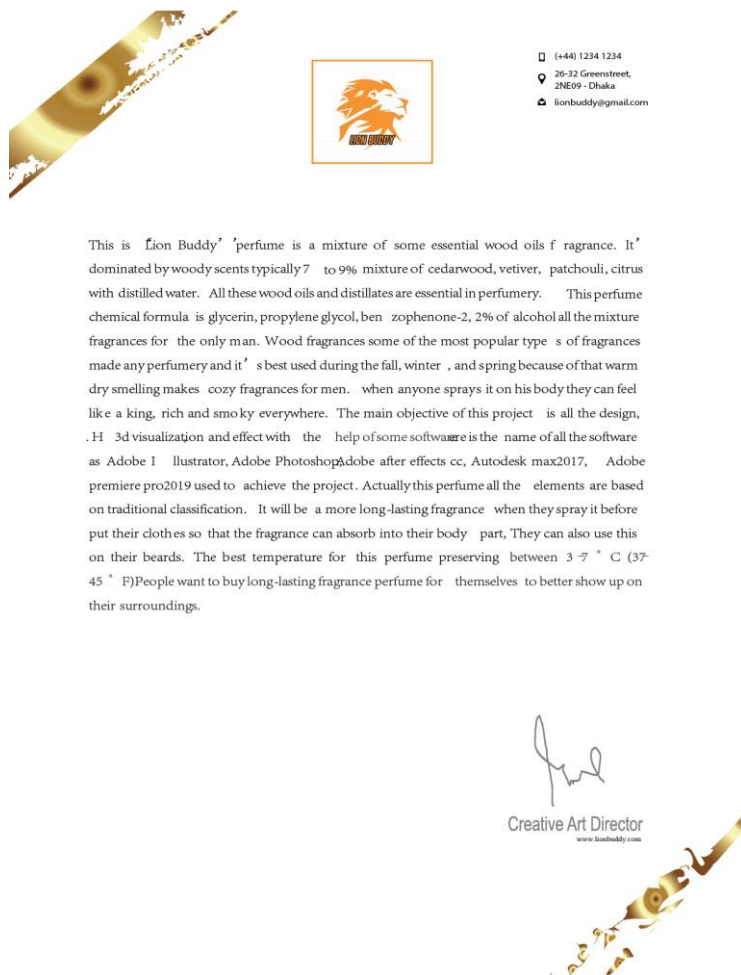 (+44) 1234 1234
26-32 Greenstreet,
2NE09 - Dhaka
lionbuddy@gmail.com
LION BUDDY
This is "Lion Buddy' 'perfume is a mixture of some essential wood oils f ragrance. It'
dominated by woody scents typically 7 to 9% mixture of cedarwood, vetiver, patchouli, citrus
with distilled water. All these wood oils and distillates are essential in perfumery. This perfume
chemical formula is glycerin, propylene glycol, ben zophenone-2, 2% of alcohol all the mixture
fragrances for the only man. Wood fragrances some of the most popular type s of fragrances
made any perfumery and it' s best used during the fall, winter , and spring because of that warm
dry smelling makes cozy fragrances for men. when anyone sprays it on his body they can feel
like a king, rich and smoky everywhere. The main objective of this project is all the design,
. H 3d visualization and effect with the help of some software ere is the name of all the software
as Adobe I llustrator, Adobe Photoshop, Adobe after effects cc, Autodesk max2017, Adobe
premiere pro2019 used to achieve the project. Actually this perfume all the elements are based
on traditional classification. It will be a more long-lasting fragrance when they spray it before
put their clothes so that the fragrance can absorb into their body part, They can also use this
on their beards. The best temperature for this perfume preserving between 3 -7 ° C (37-
45 ° F)People want to buy long-lasting fragrance perfume for themselves to better show up on
their surroundings.
Creative Art Director
www.lionbuddy.com